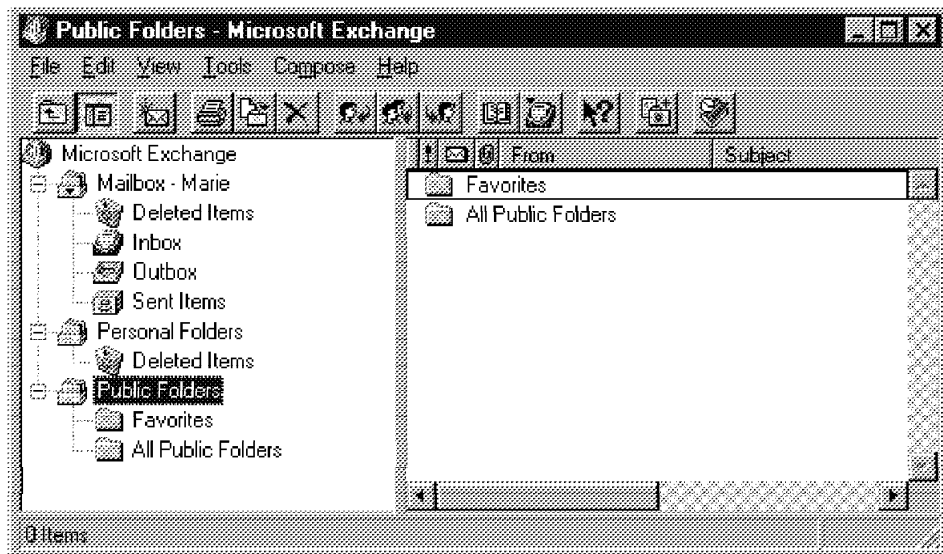 Public Folders - Microsoft Exchange
File Edit View Tools Compose Help
Microsoft Exchange
Mailbox - Marie
Deleted Items
Inbox
Outbox
Sent Items
Personal Folders
Deleted Items
Public Folders
Favorites
All Public Folders
From Subject
Favorites
All Public Folders
0 Items